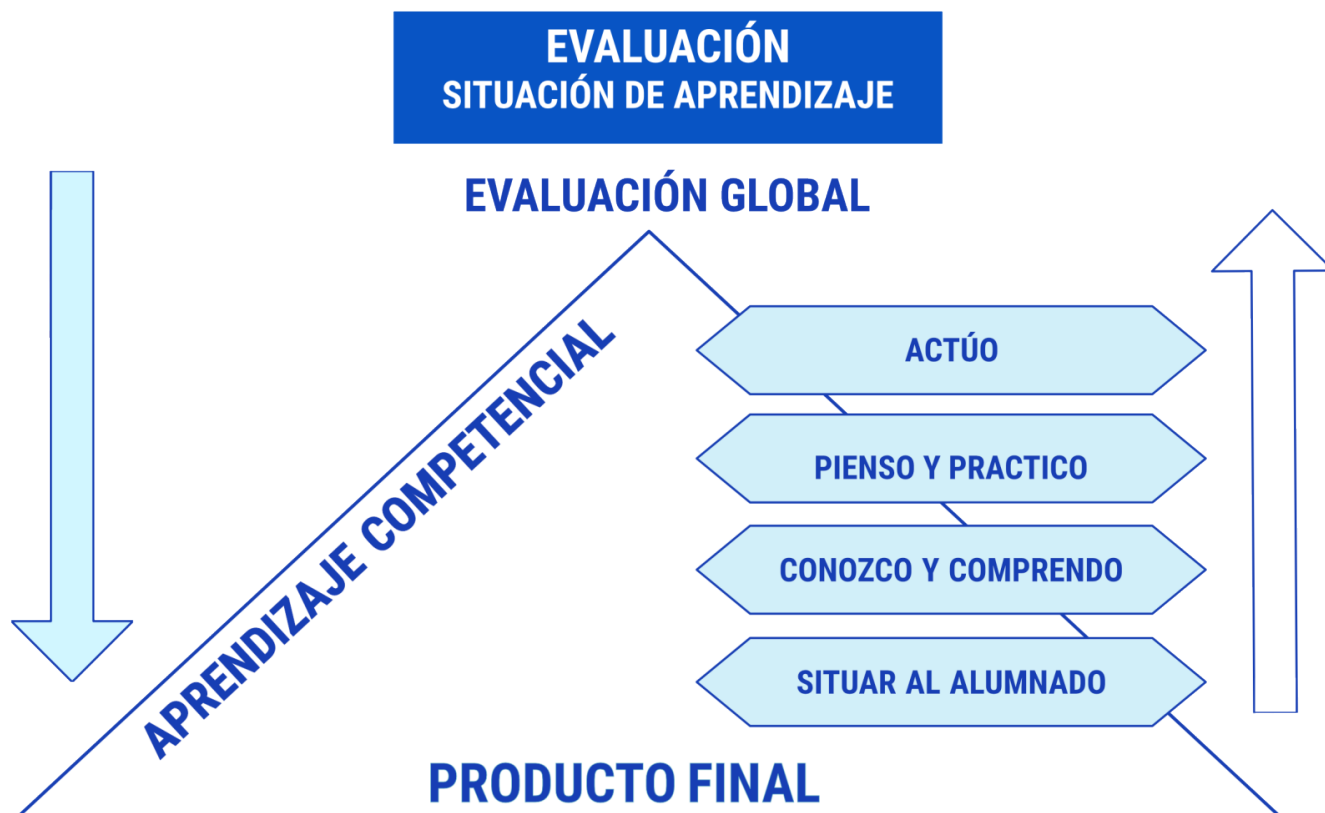 EVALUACIÓN
SITUACIÓN DE APRENDIZAJE
EVALUACIÓN GLOBAL
APRENDIZAJE COMPETENCIAL
ACTÚO
PIENSO Y PRACTICO
CONOZCO Y COMPRENDO
SITUAR AL ALUMNADO
PRODUCTO FINAL